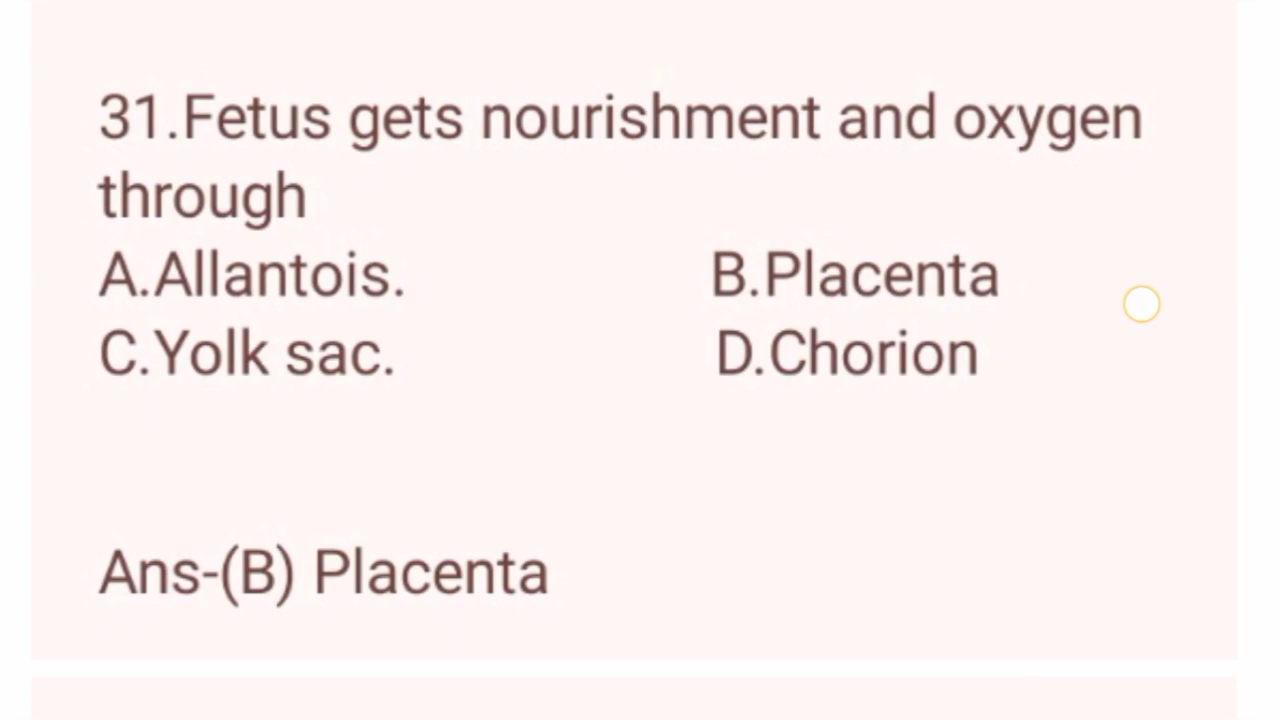 31.Fetus gets nourishment and oxygen
through
A.Allantois. B.Placenta
C.Yolk sac. D.Chorion
Ans-(B) Placenta